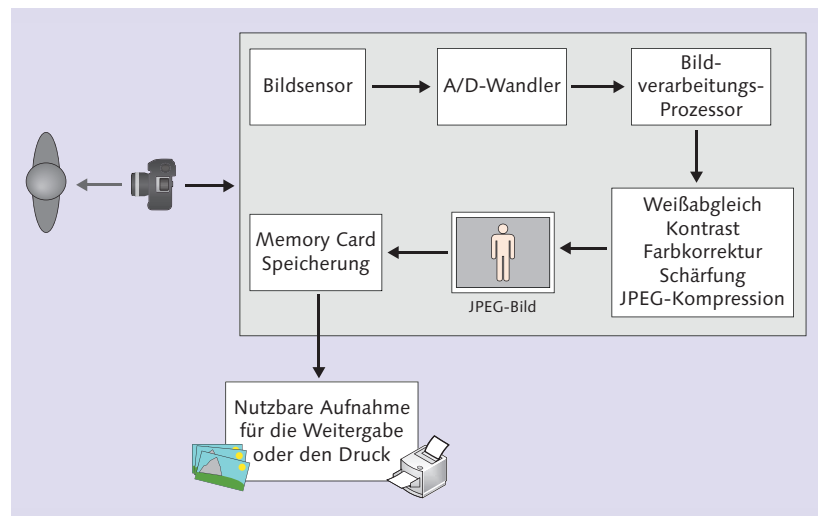 Bildsensor
A/D-Wandler
Bild-
verarbeitungs-
Prozessor
Weißabgleich
Kontrast
Farbkorrektur
Schärfung
JPEG-Kompression
JPEG-Bild
Memory Card
Speicherung
Nutzbare Aufnahme
für die Weitergabe
oder den Druck